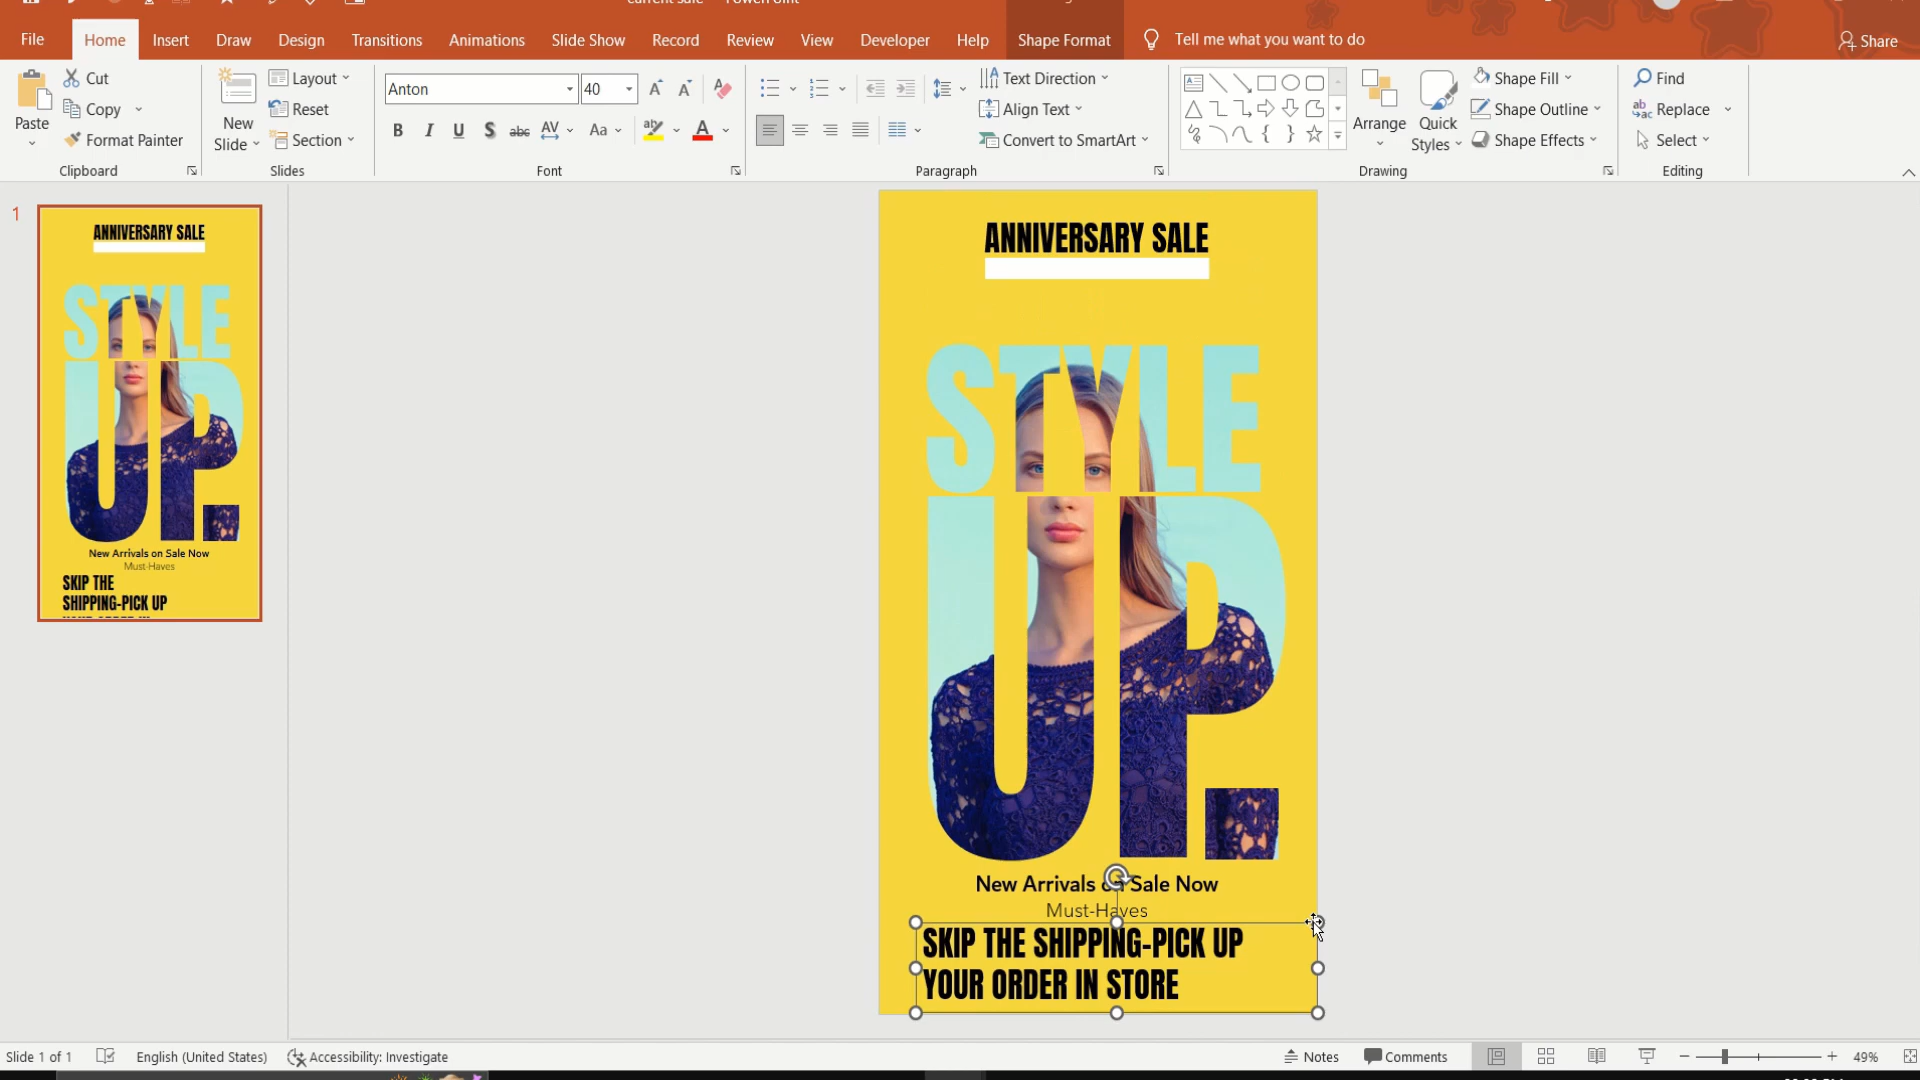 File
Home
Insert
Draw
Design
Transitions
Animations
Slide Show
Record
Review
View
Developer
Help
Shape Format
Tell me what you want to do
Share
Paste
Cut
Copy
Format Painter
Clipboard
New
Slide
Layout
Reset
Section
Slides
Anton
40
Font
Text Direction
Align Text
Convert to SmartArt
Paragraph
Arrange
Quick
Styles
Shape Fill
Shape Outline
Shape Effects
Drawing
Find
Replace
Select
Editing
1
ANNIVERSARY SALE
STYLE
UP.
New Arrivals on Sale Now
Must-Haves
SKIP THE
SHIPPING-PICK UP
ANNIVERSARY SALE
STYLE
UP.
New Arrivals on Sale Now
Must-Haves
SKIP THE SHIPPING-PICK UP
YOUR ORDER IN STORE
Slide 1 of 1
English (United States)
Accessibility: Investigate
Notes
Comments
49%